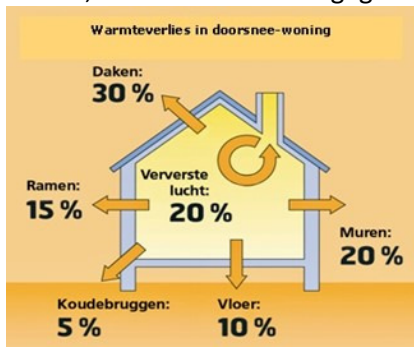 Warmteverlies in doorsnee-woning
Daken:
30 %
Ramen:
15 %
Ververste
lucht:
20 %
Muren:
20 %
Koudebruggen:
5 %
Vloer:
10 %